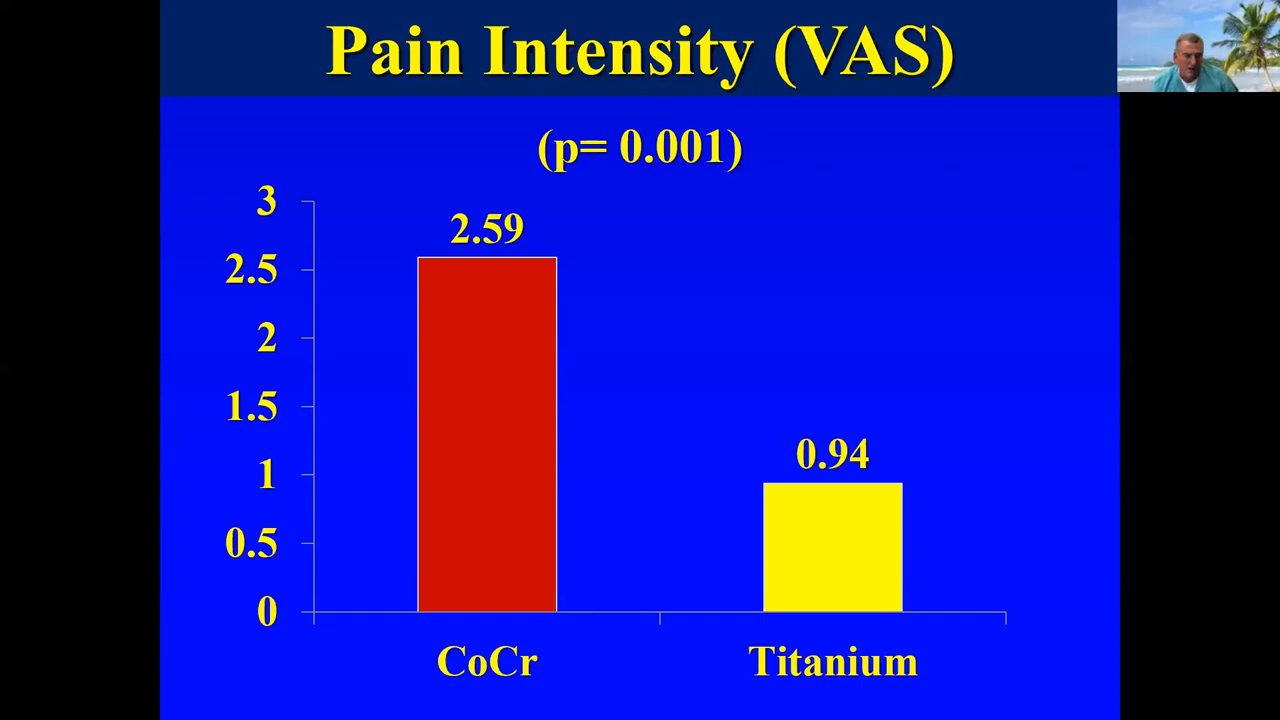 Pain Intensity (VAS)
(p= 0.001)
3
2.5
2
1.5
1
0.5
0
2.59
0.94
CoCr
Titanium